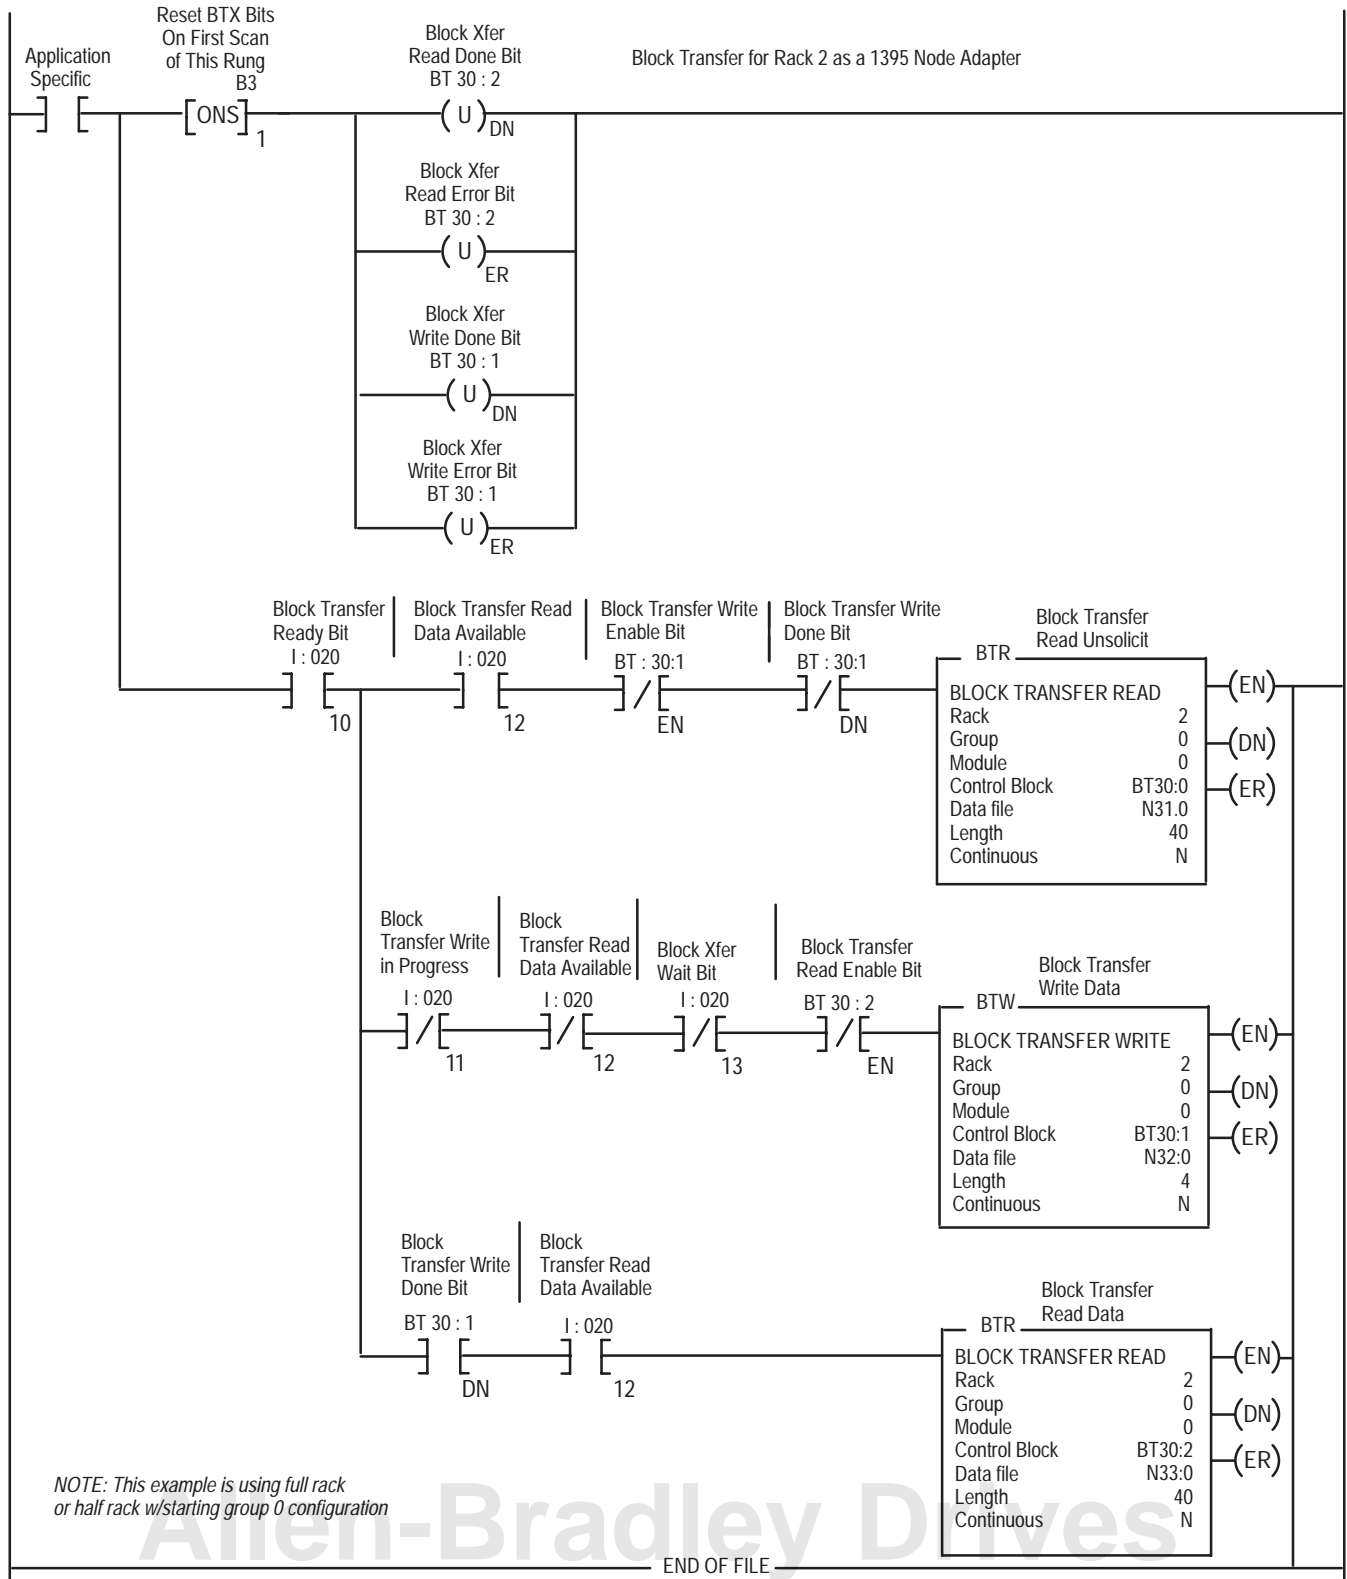 Reset BTX Bits
On First Scan
of This Rung
B3
Application
Specific
Block Xfer
Read Done Bit
BT 30 : 2
Block Transfer for Rack 2 as a 1395 Node Adapter
ONS
1
U
DN
Block Xfer
Read Error Bit
BT 30 : 2
U
ER
Block Xfer
Write Done Bit
BT 30 : 1
U
DN
Block Xfer
Write Error Bit
BT 30 : 1
U
ER
Block Transfer
Ready Bit
I : 020
10
Block Transfer Read
Data Available
I : 020
12
Block Transfer Write
Enable Bit
BT : 30:1
EN
Block Transfer Write
Done Bit
BT : 30:1
DN
Block Transfer
Read Unsolicit
BTR
BLOCK TRANSFER READ
Rack 2
Group 0
Module 0
Control Block BT30:0
Data file N31.0
Length 40
Continuous N
(EN)
(DN)
(ER)
Block
Transfer Write
in Progress
I : 020
11
Block
Transfer Read
Data Available
I : 020
12
Block Xfer
Wait Bit
I : 020
13
Block Transfer
Read Enable Bit
BT 30 : 2
EN
Block Transfer
Write Data
BTW
BLOCK TRANSFER WRITE
Rack 2
Group 0
Module 0
Control Block BT30:1
Data file N32:0
Length 4
Continuous N
(EN)
(DN)
(ER)
Block
Transfer Write
Done Bit
BT 30 : 1
DN
Block
Transfer Read
Data Available
I : 020
12
Block Transfer
Read Data
BTR
BLOCK TRANSFER READ
Rack 2
Group 0
Module 0
Control Block BT30:2
Data file N33:0
Length 40
Continuous N
(EN)
(DN)
(ER)
NOTE: This example is using full rack
or half rack w/starting group 0 configuration
Allen-Bradley Drives
END OF FILE